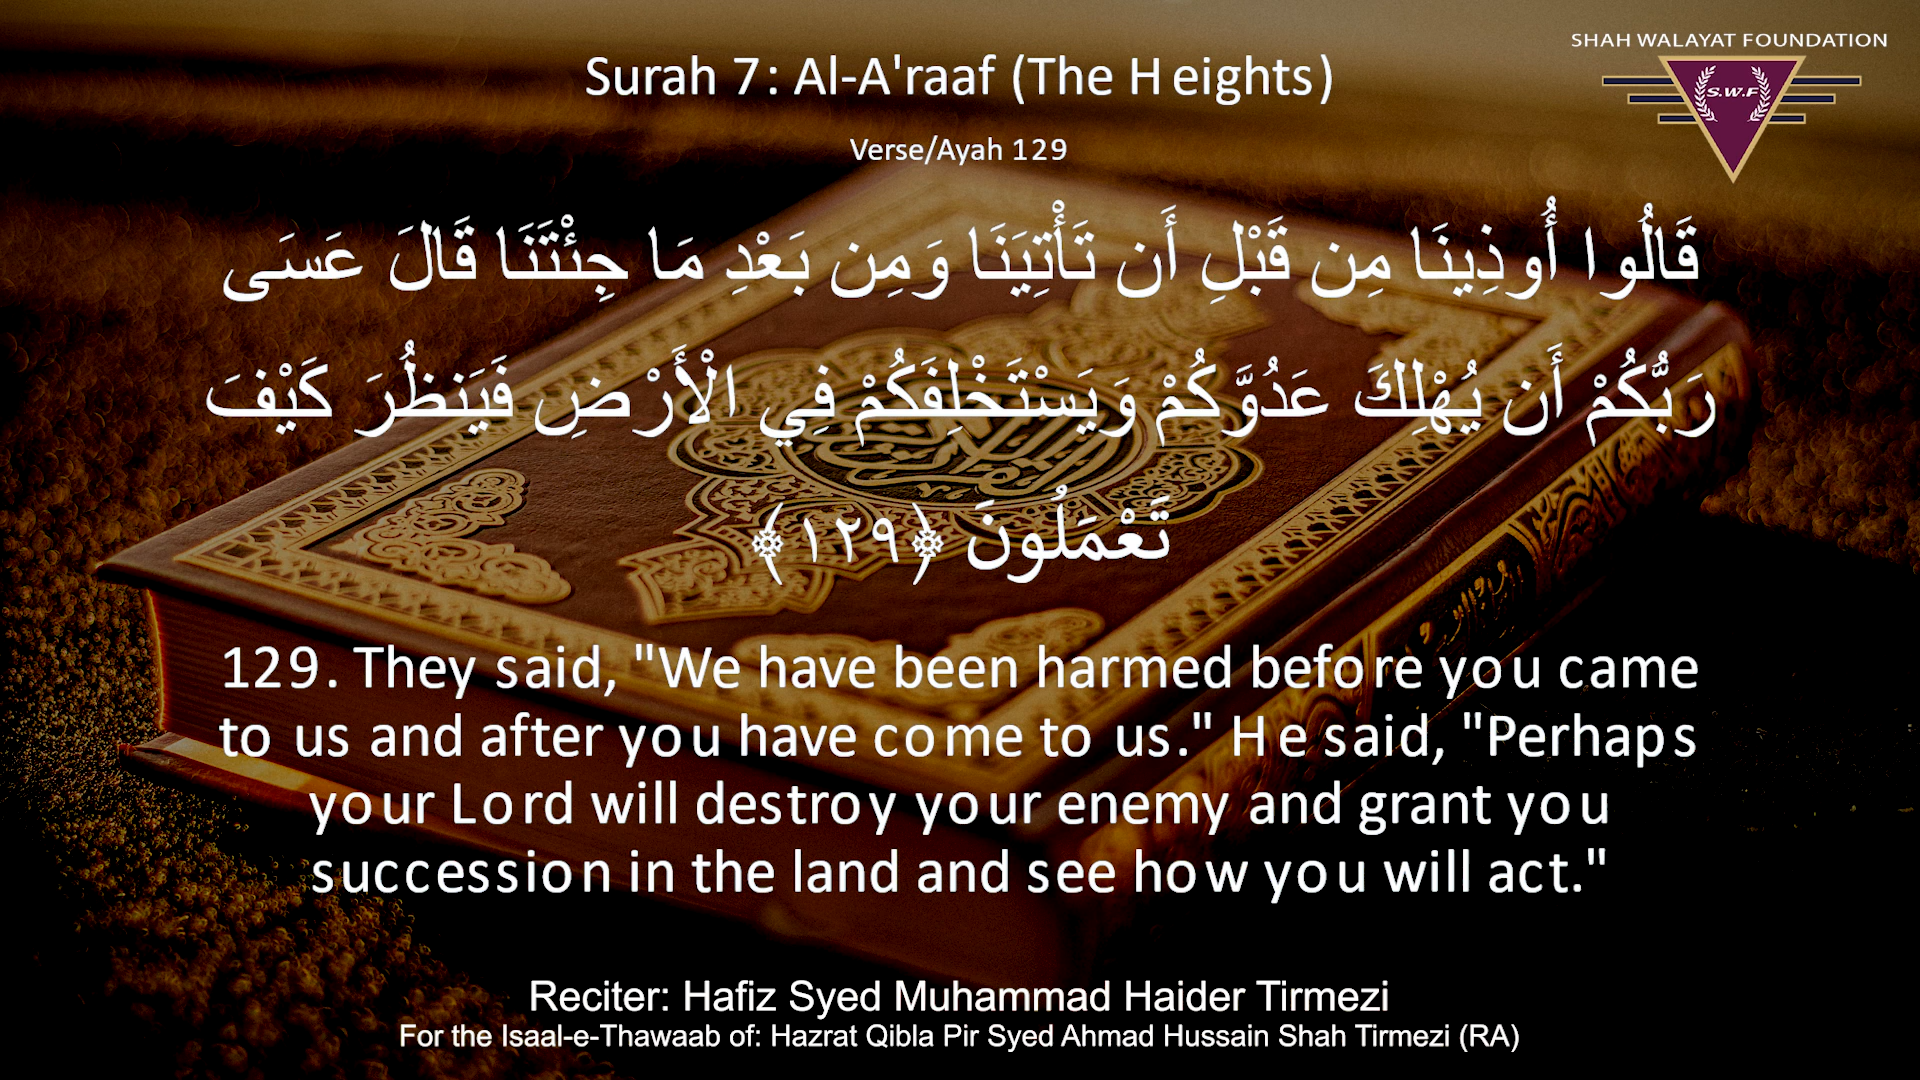 SHAH WALAYAT FOUNDATION
S.W.F
Surah 7: Al-A'raaf (The Heights)
Verse/Ayah 129
قَالُوا أُوذِينَا مِن قَبْلِ أَن تَأْتِيَنَا وَمِن بَعْدِ مَا جِئْتَنَا قَالَ عَسَى
رَبُّكُمْ أَن يُهْلِكَ عَدُوَّكُمْ وَيَسْتَخْلِفَكُمْ فِي الْأَرْضِ فَيَنظُرَ كَيْفَ
تَعْمَلُونَ ﴿١٢٩﴾
129. They said, "We have been harmed before you came
to us and after you have come to us." He said, "Perhaps
your Lord will destroy your enemy and grant you
succession in the land and see how you will act."
Reciter: Hafiz Syed Muhammad Haider Tirmezi
For the Isaal-e-Thawaab of: Hazrat Qibla Pir Syed Ahmad Hussain Shah Tirmezi (RA)